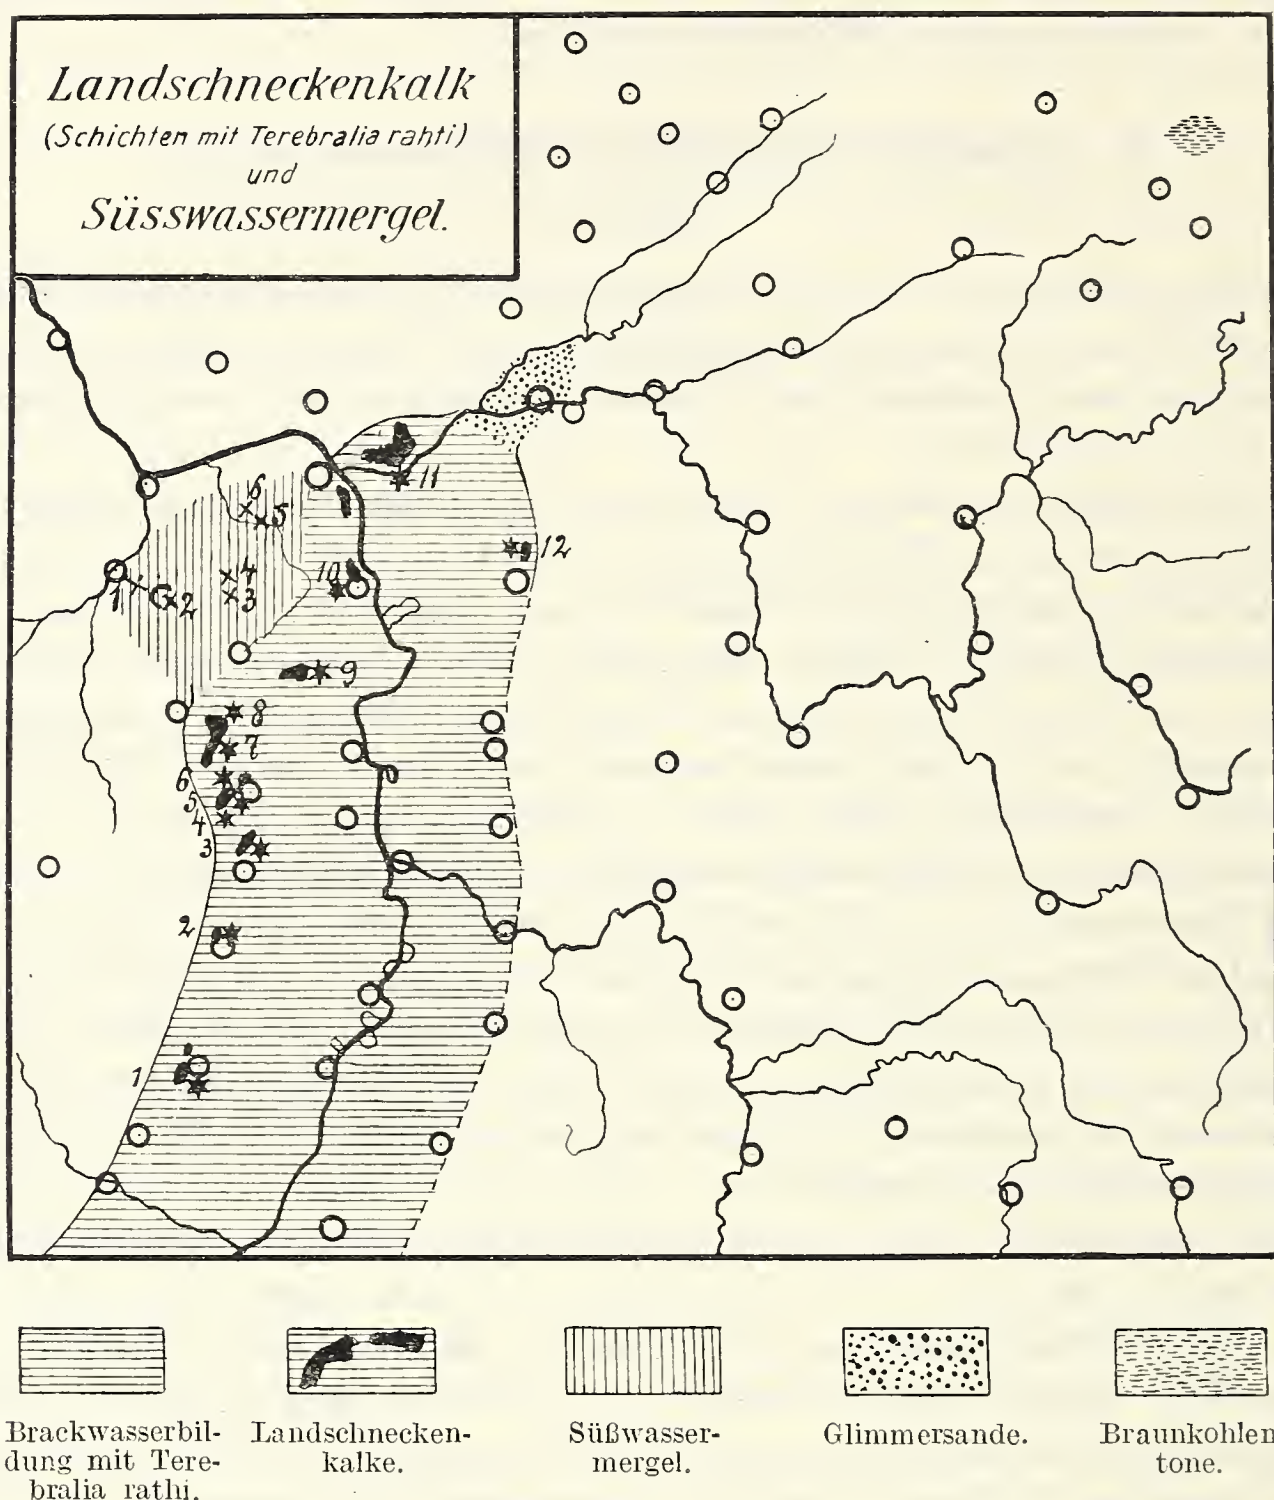 Landschneckenkalk
(Schichten mit Terebralia rahti)
und
Süsswassermergel.
6
5
11
12
4
10
1
2
3
9
8
7
6
5
4
3
2
1
Brackwasserbil-
dung mit Tere-
bralia rathi.
Landschnecken-
kalke.
Süßwasser-
mergel.
Glimmersande.
Braunkohlen
tone.